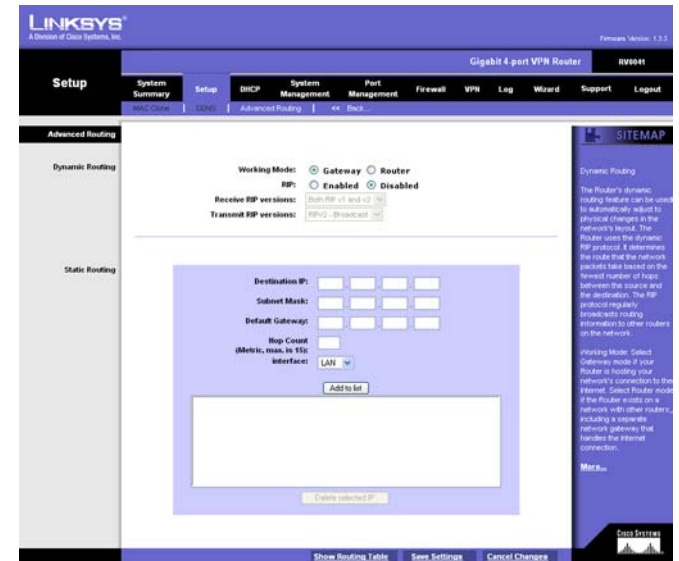 LINKSYS®
A Division of Cisco Systems, Inc.
Firmware Version: 1.3.3
Gigabit 4-port VPN Router
RV0041
Setup
System Summary
Setup
DHCP
System Management
Port Management
Firewall
VPN
Log
Wizard
Support
Logout
MAC Clone | DDNS | Advanced Routing | << Back...
Advanced Routing
SITEMAP
Dynamic Routing
Working Mode: Gateway Router
RIP: Enabled Disabled
Receive RIP versions: Both RIP v1 and v2
Transmit RIP versions: RIPv2 - Broadcast
Static Routing
Destination IP:
Subnet Mask:
Default Gateway:
Hop Count
(Metric, max. is 15):
interface: LAN
Add to list
Delete selected IP
Show Routing Table
Save Settings
Cancel Changes
Dynamic Routing
The Router's dynamic
routing feature can be used
to automatically adjust to
physical changes in the
network's layout. The
Router uses the dynamic
RIP protocol. It determines
the route that the network
packets take based on the
fewest number of hops
between the source and
the destination. The RIP
protocol regularly
broadcasts routing
information to other routers
on the network.
Working Mode: Select
Gateway mode if your
Router is hosting your
network's connection to the
Internet. Select Router mode
if the Router exists on a
network with other routers,
including a separate
network gateway that
handles the Internet
connection.
More...
CISCO SYSTEMS